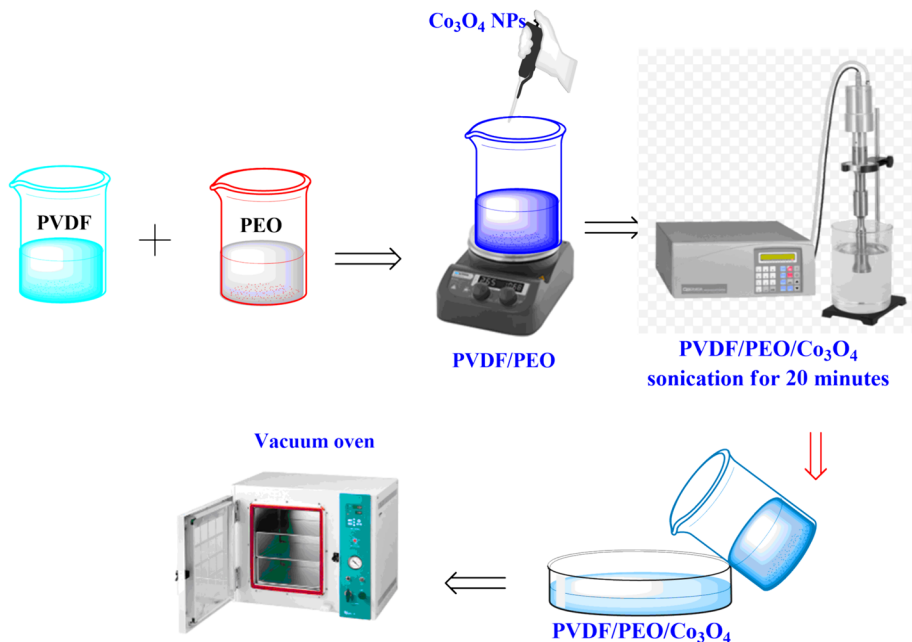 Co₃O₄ NPs
PVDF
+
PEO
PVDF/PEO
PVDF/PEO/Co₃O₄
sonication for 20 minutes
Vacuum oven
PVDF/PEO/Co₃O₄